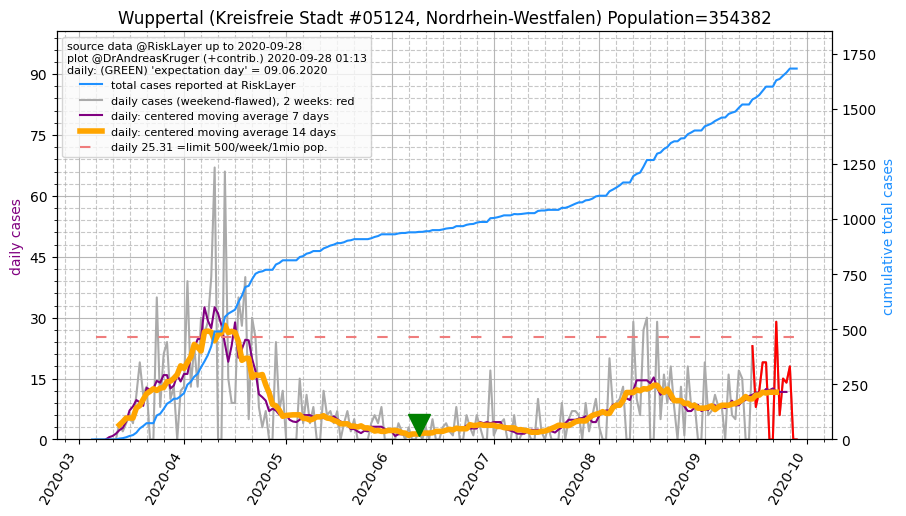 Wuppertal (Kreisfreie Stadt #05124, Nordrhein-Westfalen) Population=354382
source data @RiskLayer up to 2020-09-28
plot @DrAndreasKruger (+contrib.) 2020-09-28 01:13
daily: (GREEN) 'expectation day' = 09.06.2020
total cases reported at RiskLayer
daily cases (weekend-flawed), 2 weeks: red
daily: centered moving average 7 days
daily: centered moving average 14 days
daily 25.31 =limit 500/week/1mio pop.
daily cases
90
75
60
45
30
15
0
cumulative total cases
1750
1500
1250
1000
750
500
250
0
2020-03
2020-04
2020-05
2020-06
2020-07
2020-08
2020-09
2020-10